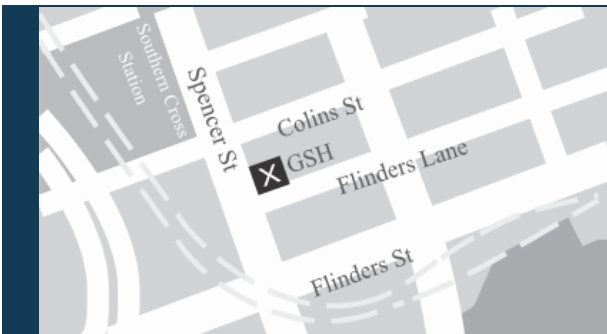 Southern Cross
Station
Spencer St
Colins St
X GSH
Flinders Lane
Flinders St